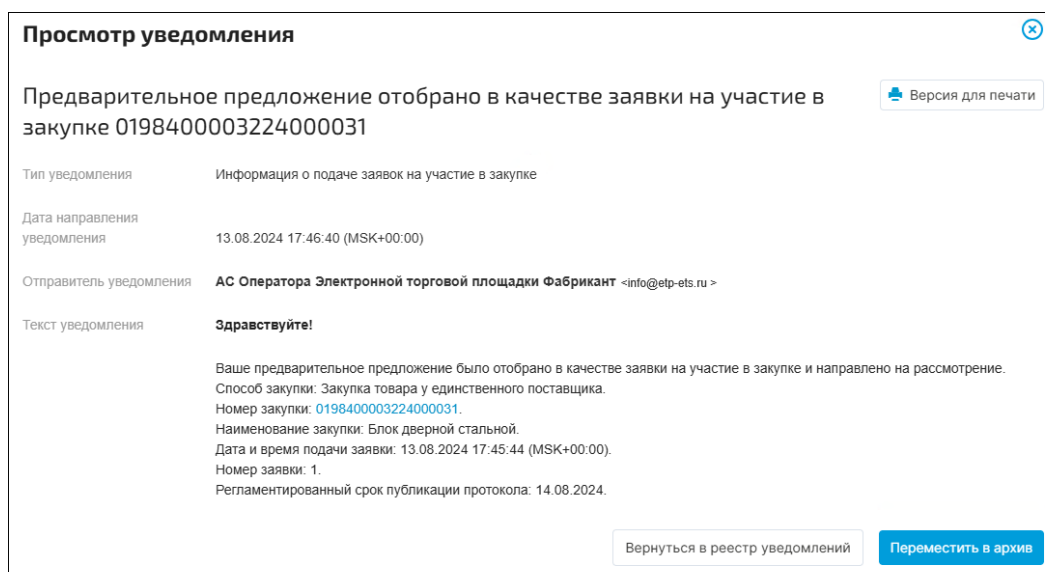 Просмотр уведомления
Предварительное предложение отобрано в качестве заявки на участие в
закупке 0198400003224000031
Версия для печати
Тип уведомления
Информация о подаче заявок на участие в закупке
Дата направления
уведомления
13.08.2024 17:46:40 (MSK+00:00)
Отправитель уведомления
АС Оператора Электронной торговой площадки Фабрикант <info@etp-ets.ru >
Текст уведомления
Здравствуйте!
Ваше предварительное предложение было отобрано в качестве заявки на участие в закупке и направлено на рассмотрение.
Способ закупки: Закупка товара у единственного поставщика.
Номер закупки: 0198400003224000031.
Наименование закупки: Блок дверной стальной.
Дата и время подачи заявки: 13.08.2024 17:45:44 (MSK+00:00).
Номер заявки: 1.
Регламентированный срок публикации протокола: 14.08.2024.
Вернуться в реестр уведомлений
Переместить в архив